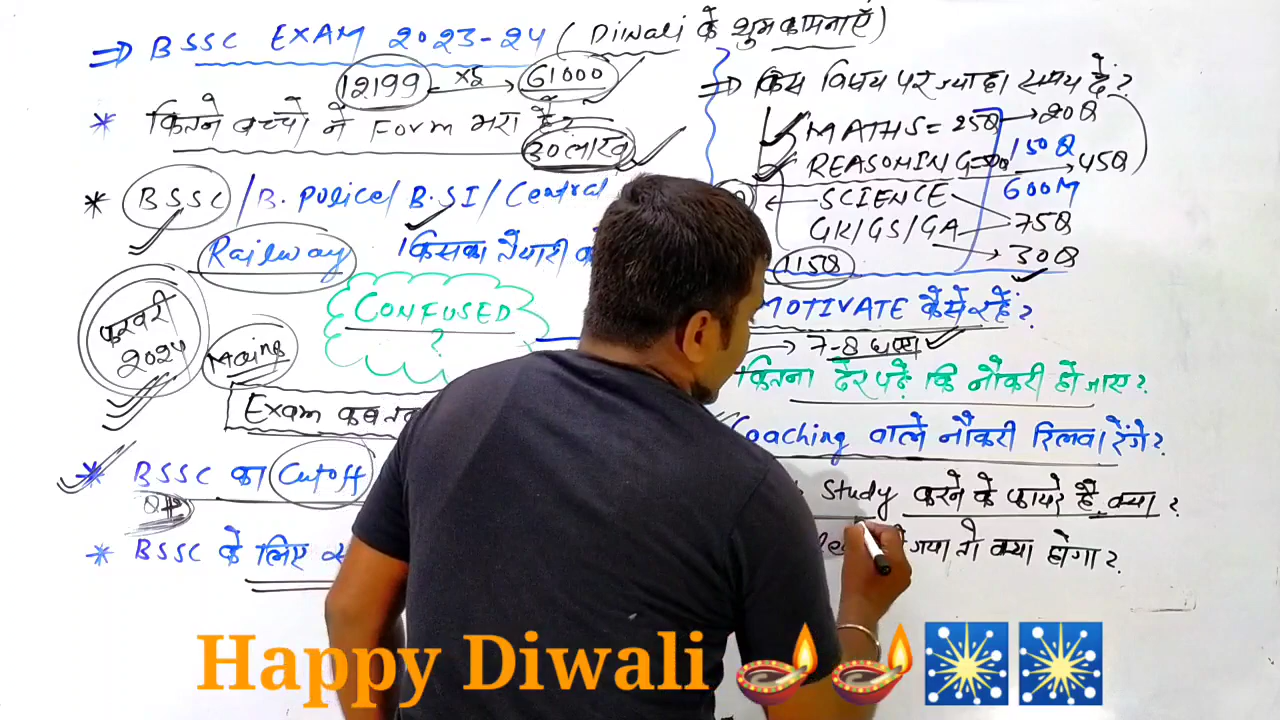 ⇒ BSSC EXAM 2023-24 (Diwali के शुभकामनाएँ)
12199 ×5 → 61000
* कितने बच्चो ने Form भरा है?
30 लाख
* BSSC/B. Police/B.SI/Central
Railway किसका तैयारी
CONFUSED
?
फरवरी
2024
Mains
Exam कब तक
* BSSC का Cutoff
* BSSC के लिए
⇒ किस विषय पर ज्यादा समय दें?
MATHS = 25Q → 20Q
REASONING 150Q → 45Q
SCIENCE 600M
GK/GS/GA 75Q
→ 30Q
115Q
MOTIVATE कैसे रहें?
→ 7-8 घण्टा
कितना देर पढ़ें कि नौकरी हो जाए?
Coaching वाले नौकरी दिलवा देंगे?
Study करने के फायदे है क्या?
गया तो क्या होगा?
Happy Diwali 🪔🪔🎇🎇